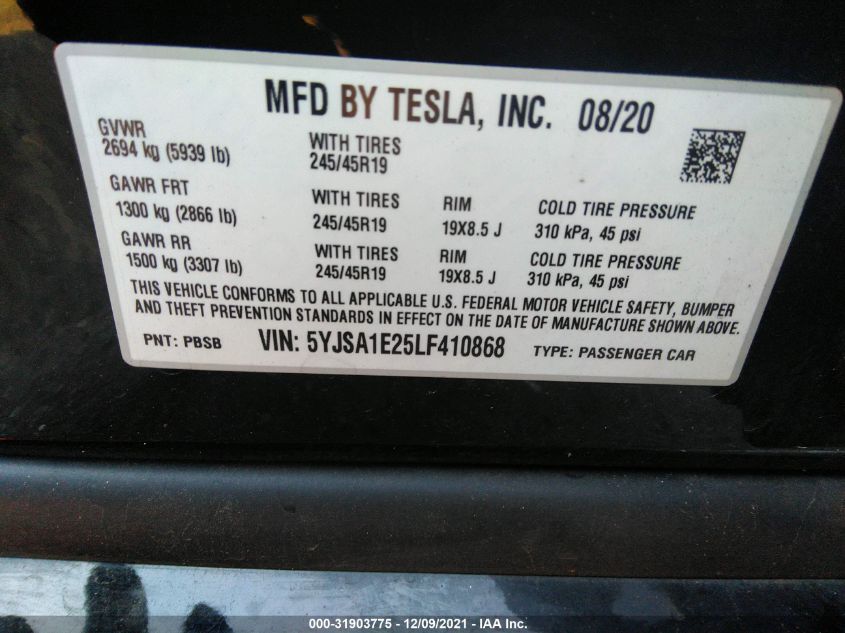 MFD BY TESLA, INC. 08/20
GVWR
2694 kg (5939 lb)
WITH TIRES
245/45R19
GAWR FRT
1300 kg (2866 lb)
WITH TIRES
245/45R19
RIM
19X8.5 J
COLD TIRE PRESSURE
310 kPa, 45 psi
GAWR RR
1500 kg (3307 lb)
WITH TIRES
245/45R19
RIM
19X8.5 J
COLD TIRE PRESSURE
310 kPa, 45 psi
THIS VEHICLE CONFORMS TO ALL APPLICABLE U.S. FEDERAL MOTOR VEHICLE SAFETY, BUMPER
AND THEFT PREVENTION STANDARDS IN EFFECT ON THE DATE OF MANUFACTURE SHOWN ABOVE.
PNT: PBSB VIN: 5YJSA1E25LF410868 TYPE: PASSENGER CAR
000-31903775 - 12/09/2021 - IAA Inc.